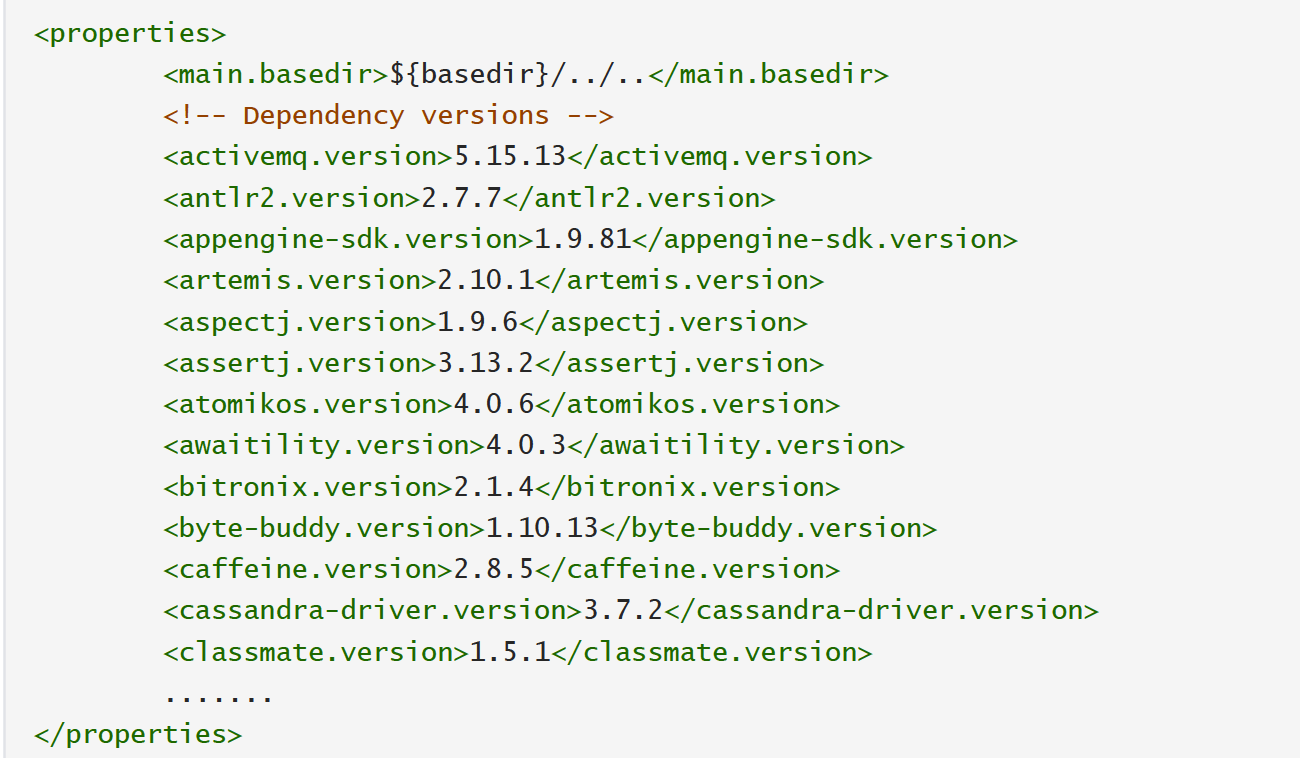 <properties>
<main.basedir>${basedir}/../..</main.basedir>
<!-- Dependency versions -->
<activemq.version>5.15.13</activemq.version>
<antlr2.version>2.7.7</antlr2.version>
<appengine-sdk.version>1.9.81</appengine-sdk.version>
<artemis.version>2.10.1</artemis.version>
<aspectj.version>1.9.6</aspectj.version>
<assertj.version>3.13.2</assertj.version>
<atomikos.version>4.0.6</atomikos.version>
<awaitility.version>4.0.3</awaitility.version>
<bitronix.version>2.1.4</bitronix.version>
<byte-buddy.version>1.10.13</byte-buddy.version>
<caffeine.version>2.8.5</caffeine.version>
<cassandra-driver.version>3.7.2</cassandra-driver.version>
<classmate.version>1.5.1</classmate.version>
.......
</properties>